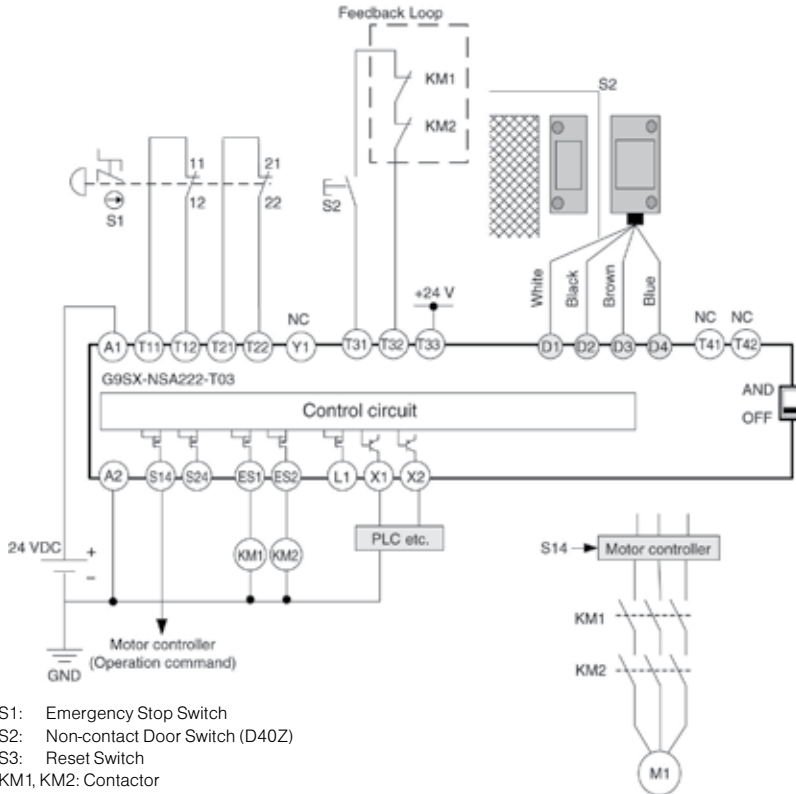 Feedback Loop
KM1
KM2
S2
11
21
12
22
S1
S2
White
Black
Brown
Blue
+24 V
NC
NC NC
A1 T11 T12 T21 T22 Y1 T31 T32 T33 D1 D2 D3 D4 T41 T42
G9SX-NSA222-T03
Control circuit
AND
OFF
A2 S14 S24 ES1 ES2 L1 X1 X2
24 VDC
+
–
KM1 KM2
PLC etc.
S14
Motor controller
KM1
KM2
M1
Motor controller
(Operation command)
GND
S1: Emergency Stop Switch
S2: Non-contact Door Switch (D40Z)
S3: Reset Switch
KM1, KM2: Contactor